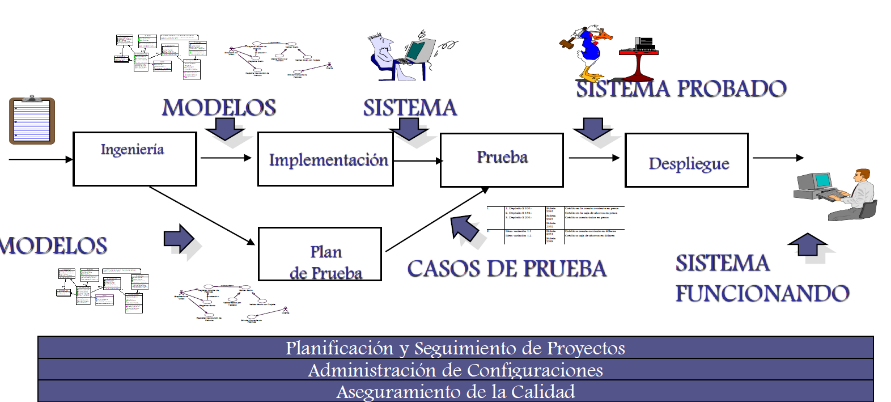 MODELOS
SISTEMA
SISTEMA PROBADO
Ingeniería
Implementación
Prueba
Despliegue
MODELOS
Plan
de Prueba
CASOS DE PRUEBA
SISTEMA
FUNCIONANDO
Planificación y Seguimiento de Proyectos
Administración de Configuraciones
Aseguramiento de la Calidad